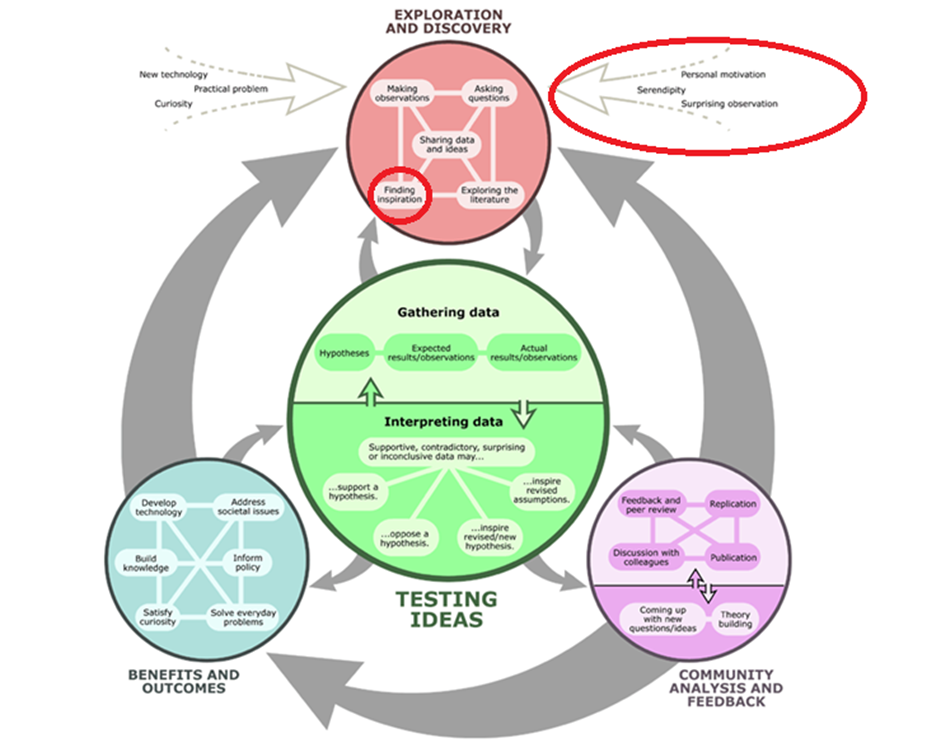 EXPLORATION
AND DISCOVERY
New technology
Practical problem
Curiosity
Personal motivation
Serendipity
Surprising observation
Making
observations
Asking
questions
Sharing data
and ideas
Finding
inspiration
Exploring the
literature
Gathering data
Hypotheses
Expected
results/observations
Actual
results/observations
Interpreting data
Supportive, contradictory, surprising
or inconclusive data may...
...support a
hypothesis.
...oppose a
hypothesis.
...inspire
revised/new
hypothesis.
...inspire
revised
assumptions.
TESTING
IDEAS
Develop
technology
Address
societal issues
Build
knowledge
Inform
policy
Satisfy
curiosity
Solve everyday
problems
BENEFITS AND
OUTCOMES
Feedback and
peer review
Replication
Discussion with
colleagues
Publication
Coming up
with new
questions/ideas
Theory
building
COMMUNITY
ANALYSIS AND
FEEDBACK